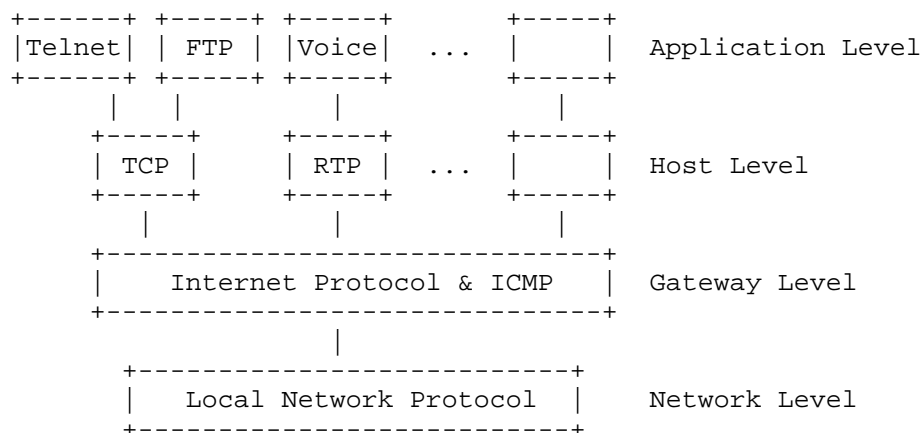 Telnet FTP Voice ... Application Level
TCP RTP ... Host Level
Internet Protocol & ICMP Gateway Level
Local Network Protocol Network Level